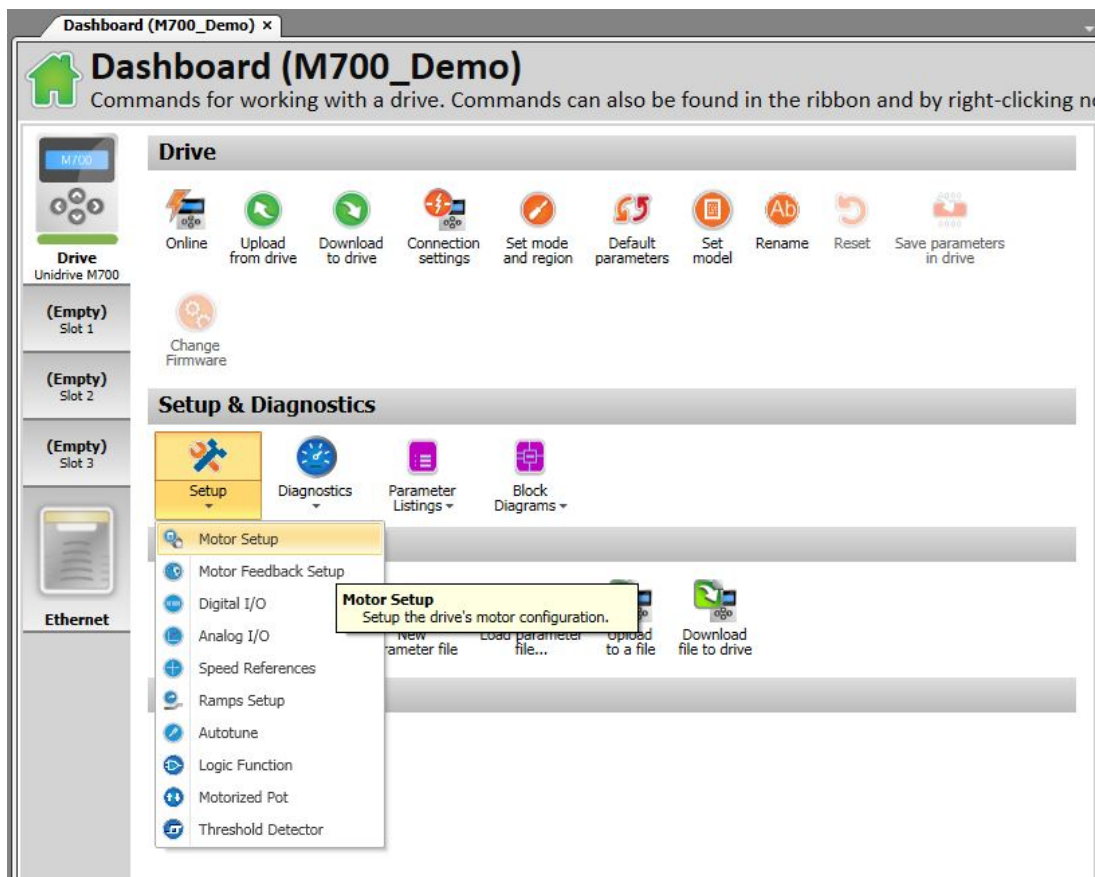 Dashboard (M700_Demo) ×
Dashboard (M700_Demo)
Commands for working with a drive. Commands can also be found in the ribbon and by right-clicking
M700
Drive
Unidrive M700
(Empty)
Slot 1
(Empty)
Slot 2
(Empty)
Slot 3
Ethernet
Drive
Online
Upload
from drive
Download
to drive
Connection
settings
Set mode
and region
Default
parameters
Set
model
Ab
Rename
Reset
Save parameters
in drive
Change
Firmware
Setup & Diagnostics
Setup
Diagnostics
Parameter
Listings
Block
Diagrams
Motor Setup
Motor Feedback Setup
Digital I/O
Analog I/O
Speed References
Ramps Setup
Autotune
Logic Function
Motorized Pot
Threshold Detector
Motor Setup
Setup the drive's motor configuration.
New
rameter file
Load parameter
file...
Upload
to a file
Download
file to drive